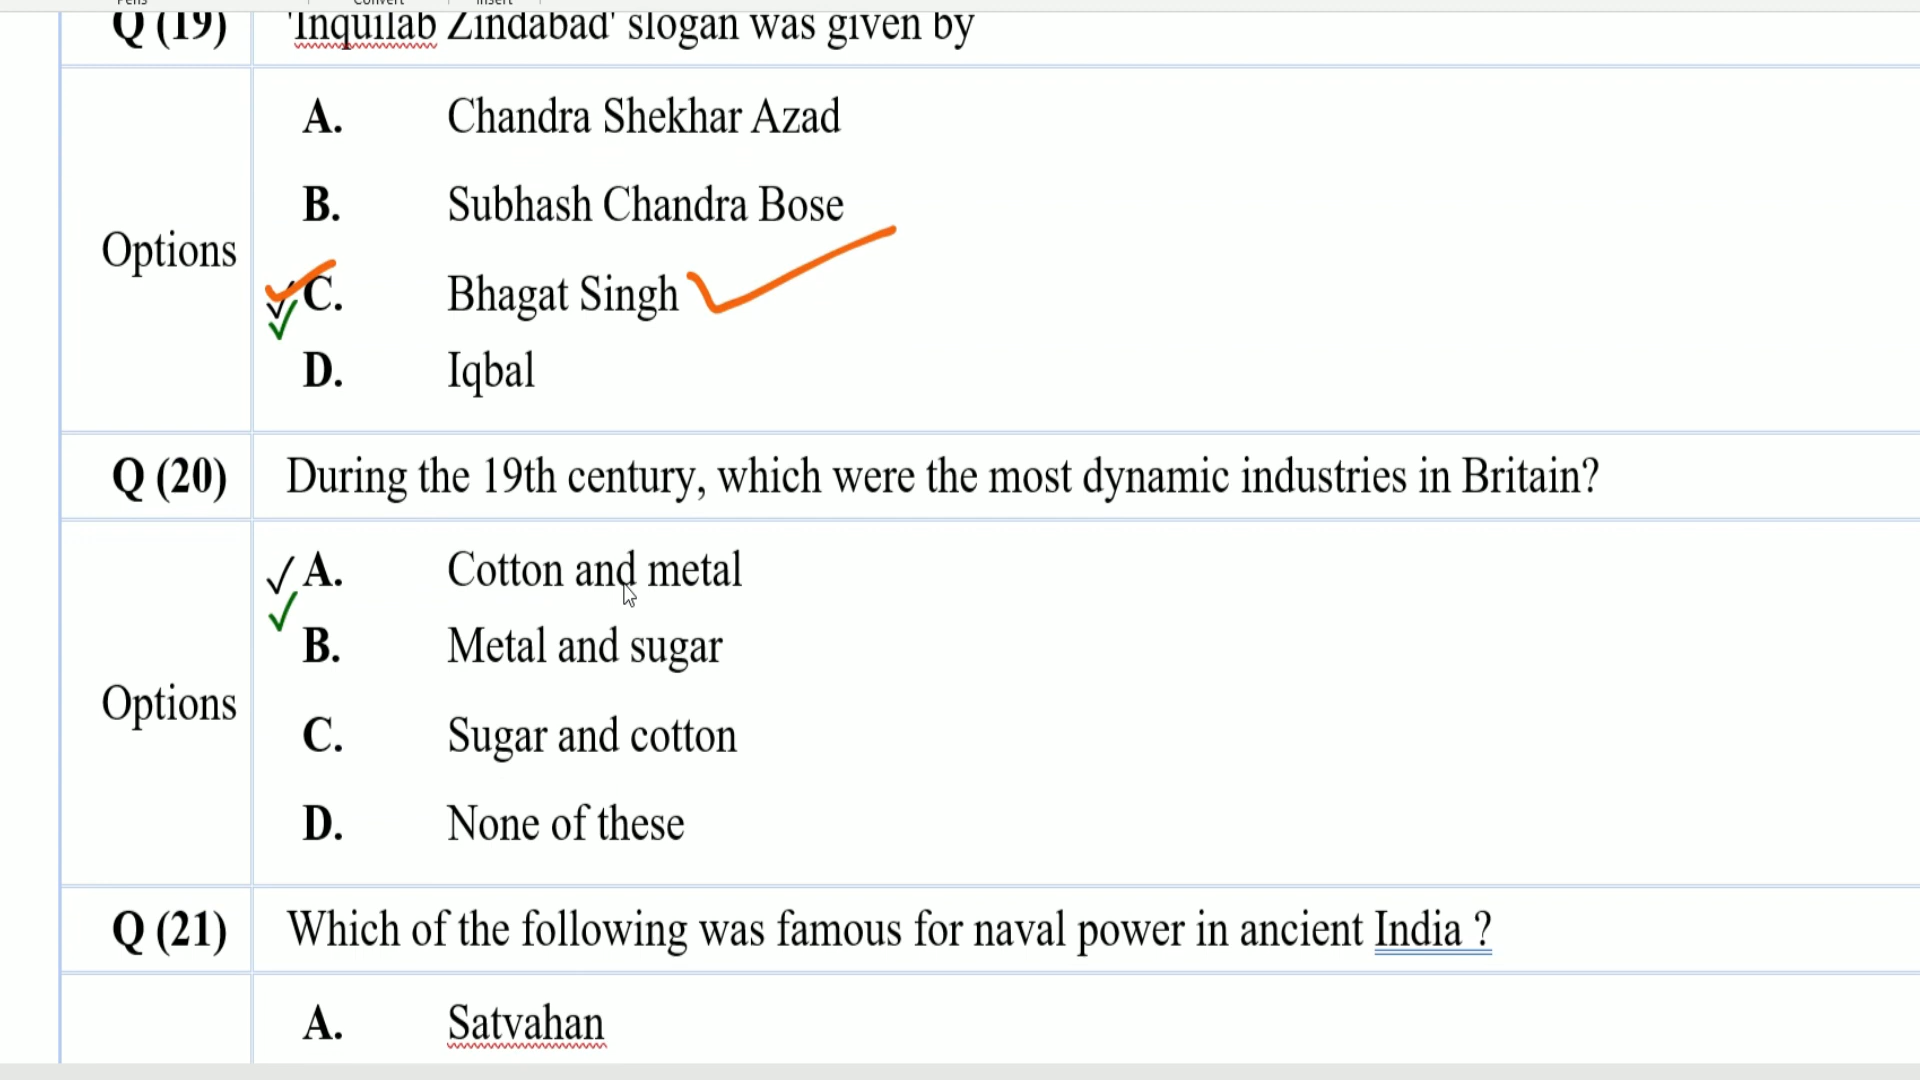 Pens Convert Insert
Q (19) 'Inquilab Zindabad' slogan was given by
A. Chandra Shekhar Azad
B. Subhash Chandra Bose
Options
C. Bhagat Singh
D. Iqbal
Q (20) During the 19th century, which were the most dynamic industries in Britain?
A. Cotton and metal
B. Metal and sugar
Options
C. Sugar and cotton
D. None of these
Q (21) Which of the following was famous for naval power in ancient India ?
A. Satvahan